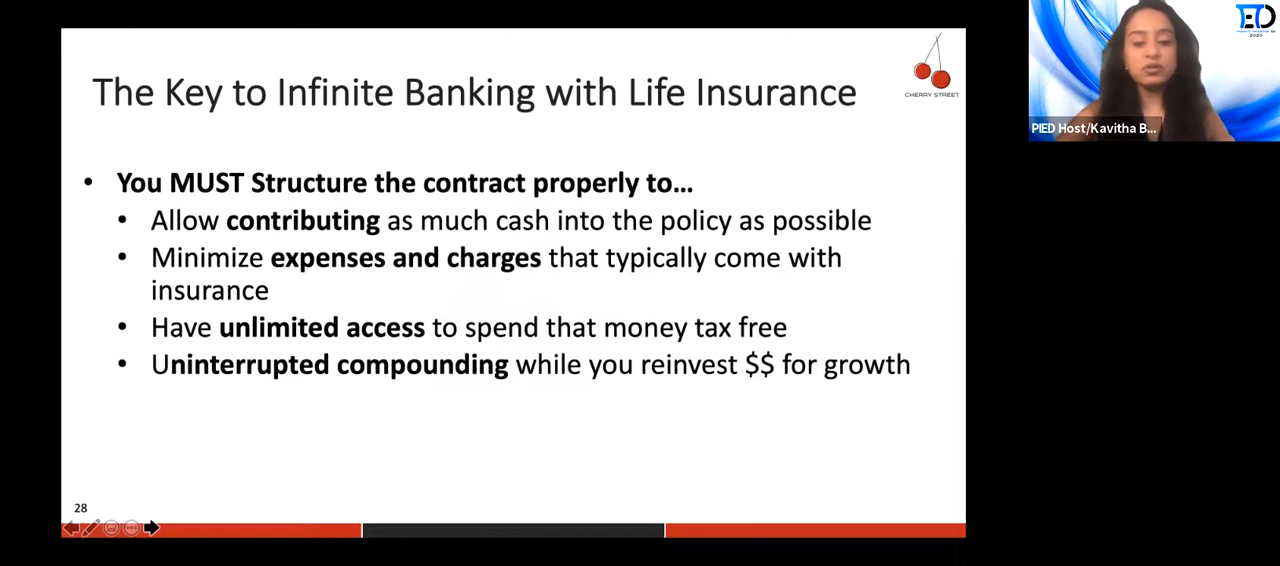 The Key to Infinite Banking with Life Insurance
CHERRY STREET
• You MUST Structure the contract properly to…
• Allow contributing as much cash into the policy as possible
• Minimize expenses and charges that typically come with
insurance
• Have unlimited access to spend that money tax free
• Uninterrupted compounding while you reinvest $$ for growth
28
PIED Host/Kavitha B...
2020